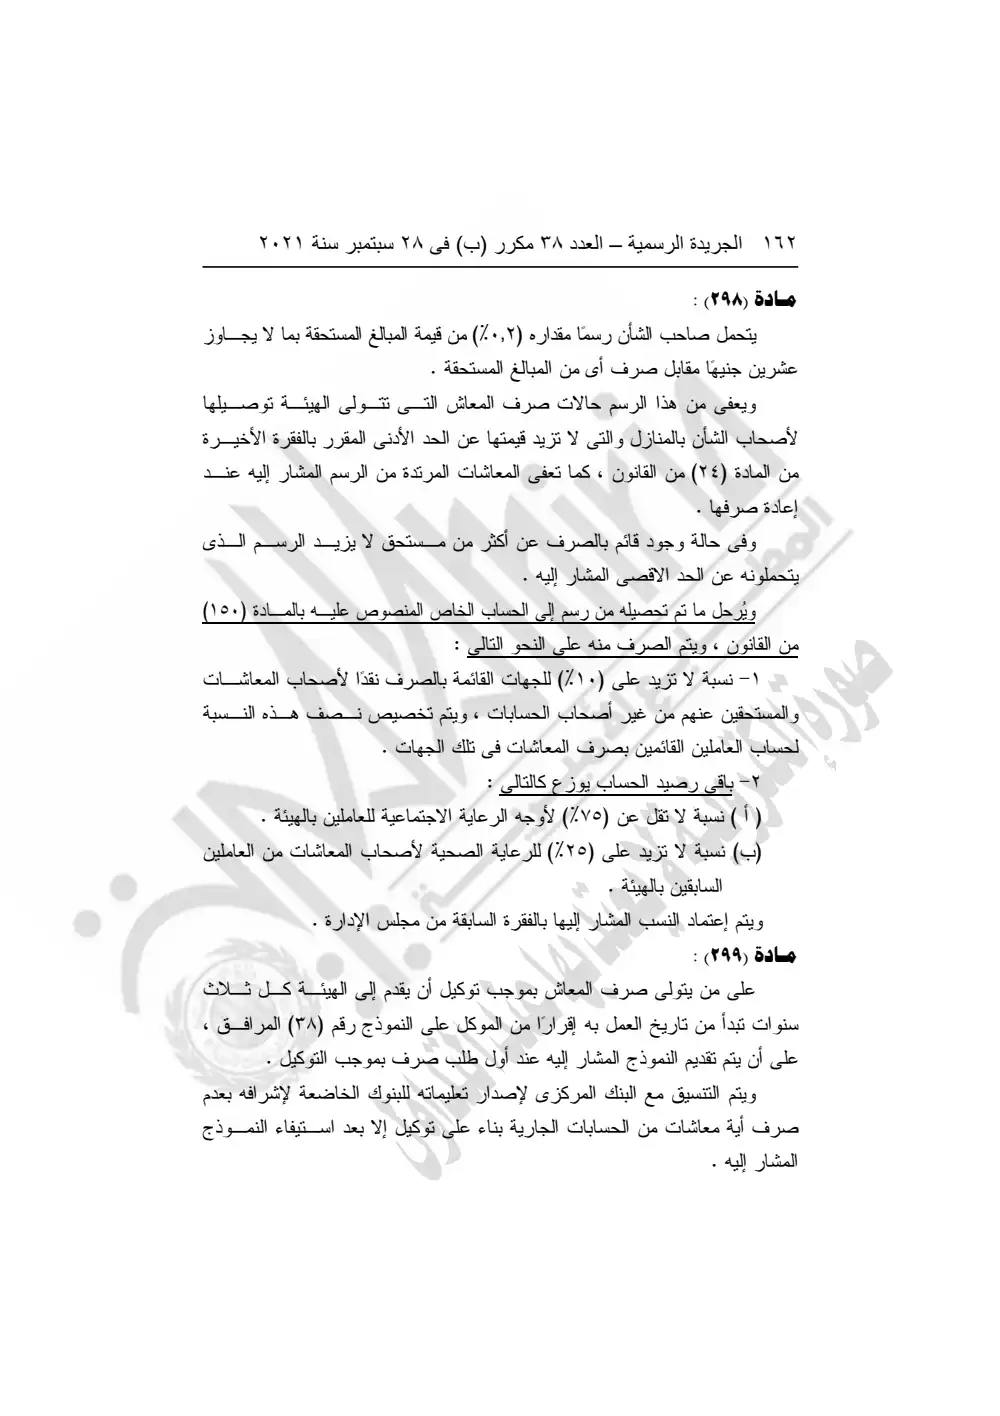 ١٦٢ الجريدة الرسمية – العدد ٣٨ مكرر (ب) فى ٢٨ سبتمبر سنة ٢٠٢١
مادة (٢٩٨) :
يتحمل صاحب الشأن رسمًا مقداره (٠,٢٪) من قيمة المبالغ المستحقة بما لا يجاوز
عشرين جنيهًا مقابل صرف أى من المبالغ المستحقة .
ويعفى من هذا الرسم حالات صرف المعاش التى تتولى الهيئة توصيلها
لأصحاب الشأن بالمنازل والتى لا تزيد قيمتها عن الحد الأدنى المقرر بالفقرة الأخيرة
من المادة (٢٤) من القانون ، كما تعفى المعاشات المرتدة من الرسم المشار إليه عند
إعادة صرفها .
وفى حالة وجود قائم بالصرف عن أكثر من مستحق لا يزيد الرسم الذى
يتحملونه عن الحد الاقصى المشار إليه .
ويُرحل ما تم تحصيله من رسم إلى الحساب الخاص المنصوص عليه بالمادة (١٥٠)
من القانون ، ويتم الصرف منه على النحو التالى :
١- نسبة لا تزيد على (١٠٪) للجهات القائمة بالصرف نقدًا لأصحاب المعاشات
والمستحقين عنهم من غير أصحاب الحسابات ، ويتم تخصيص نصف هذه النسبة
لحساب العاملين القائمين بصرف المعاشات فى تلك الجهات .
٢- باقى رصيد الحساب يوزع كالتالى :
( أ ) نسبة لا تقل عن (٧٥٪) لأوجه الرعاية الاجتماعية للعاملين بالهيئة .
(ب) نسبة لا تزيد على (٢٥٪) للرعاية الصحية لأصحاب المعاشات من العاملين
السابقين بالهيئة .
ويتم إعتماد النسب المشار إليها بالفقرة السابقة من مجلس الإدارة .
مادة (٢٩٩) :
على من يتولى صرف المعاش بموجب توكيل أن يقدم إلى الهيئة كل ثلاث
سنوات تبدأ من تاريخ العمل به إقرارًا من الموكل على النموذج رقم (٣٨) المرافق ،
على أن يتم تقديم النموذج المشار إليه عند أول طلب صرف بموجب التوكيل .
ويتم التنسيق مع البنك المركزى لإصدار تعليماته للبنوك الخاضعة لإشرافه بعدم
صرف أية معاشات من الحسابات الجارية بناء على توكيل إلا بعد استيفاء النموذج
المشار إليه .